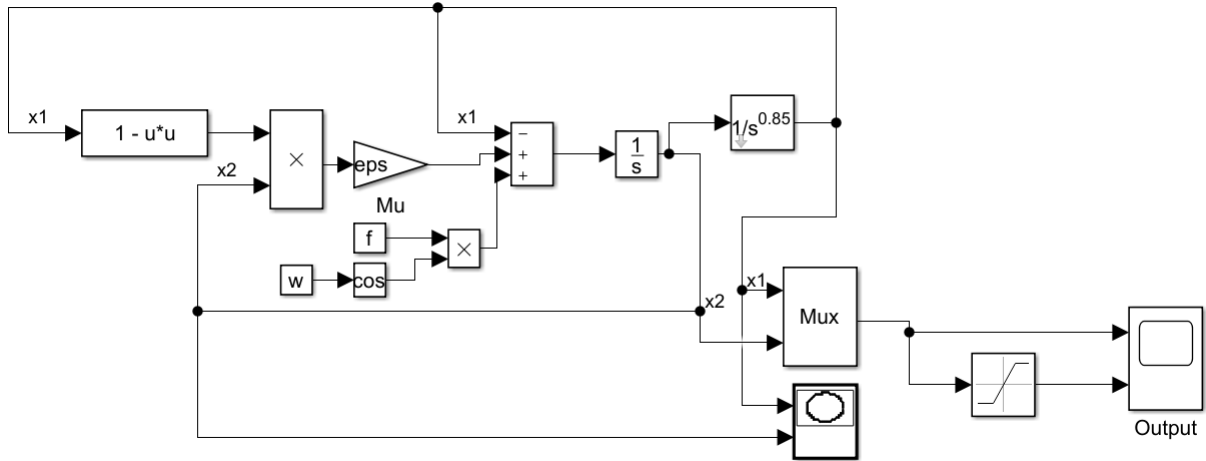 x1
1 - u*u
x2
×
eps
Mu
f
w
cos
×
x1
−
+
+
1
s
1/s^0.85
x2
x1
Mux
Output